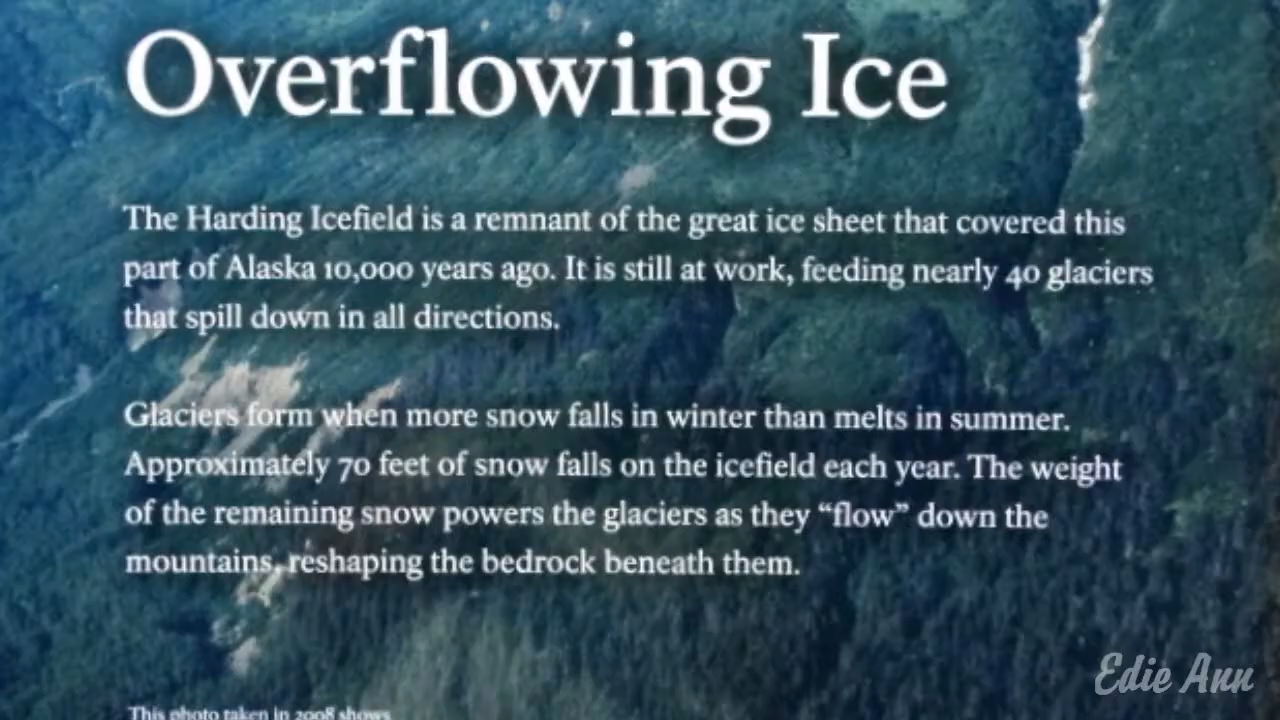 Overflowing Ice
The Harding Icefield is a remnant of the great ice sheet that covered this
part of Alaska 10,000 years ago. It is still at work, feeding nearly 40 glaciers
that spill down in all directions.
Glaciers form when more snow falls in winter than melts in summer.
Approximately 70 feet of snow falls on the icefield each year. The weight
of the remaining snow powers the glaciers as they “flow” down the
mountains, reshaping the bedrock beneath them.
This photo taken in 2008 shows
Edie Ann